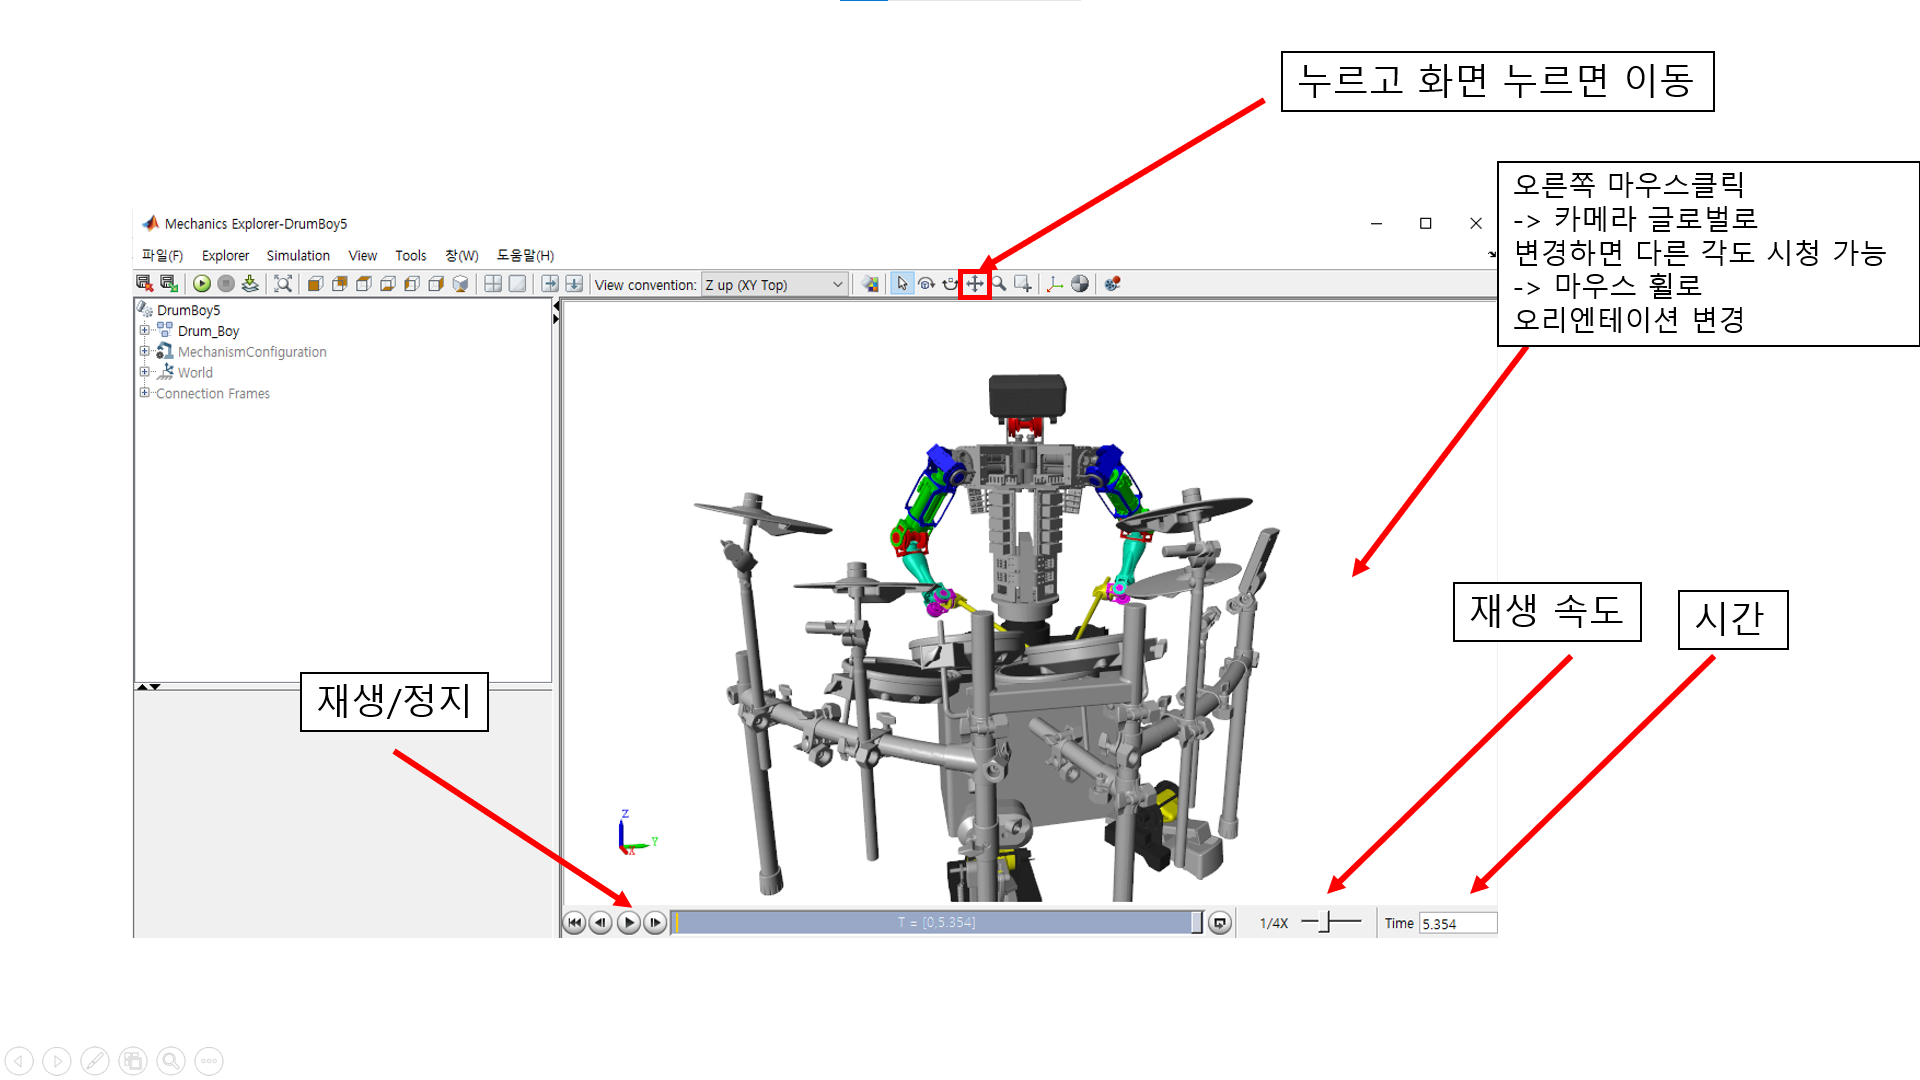 누르고 화면 누르면 이동
오른쪽 마우스클릭
-> 카메라 글로벌로
변경하면 다른 각도 시청 가능
-> 마우스 휠로
오리엔테이션 변경
Mechanics Explorer-DrumBoy5
파일(F) Explorer Simulation View Tools 창(W) 도움말(H)
View convention: Z up (XY Top)
DrumBoy5
Drum_Boy
MechanismConfiguration
World
Connection Frames
재생 속도
시간
재생/정지
Z
Y
X
T = [0,5.354]
1/4X
Time 5.354